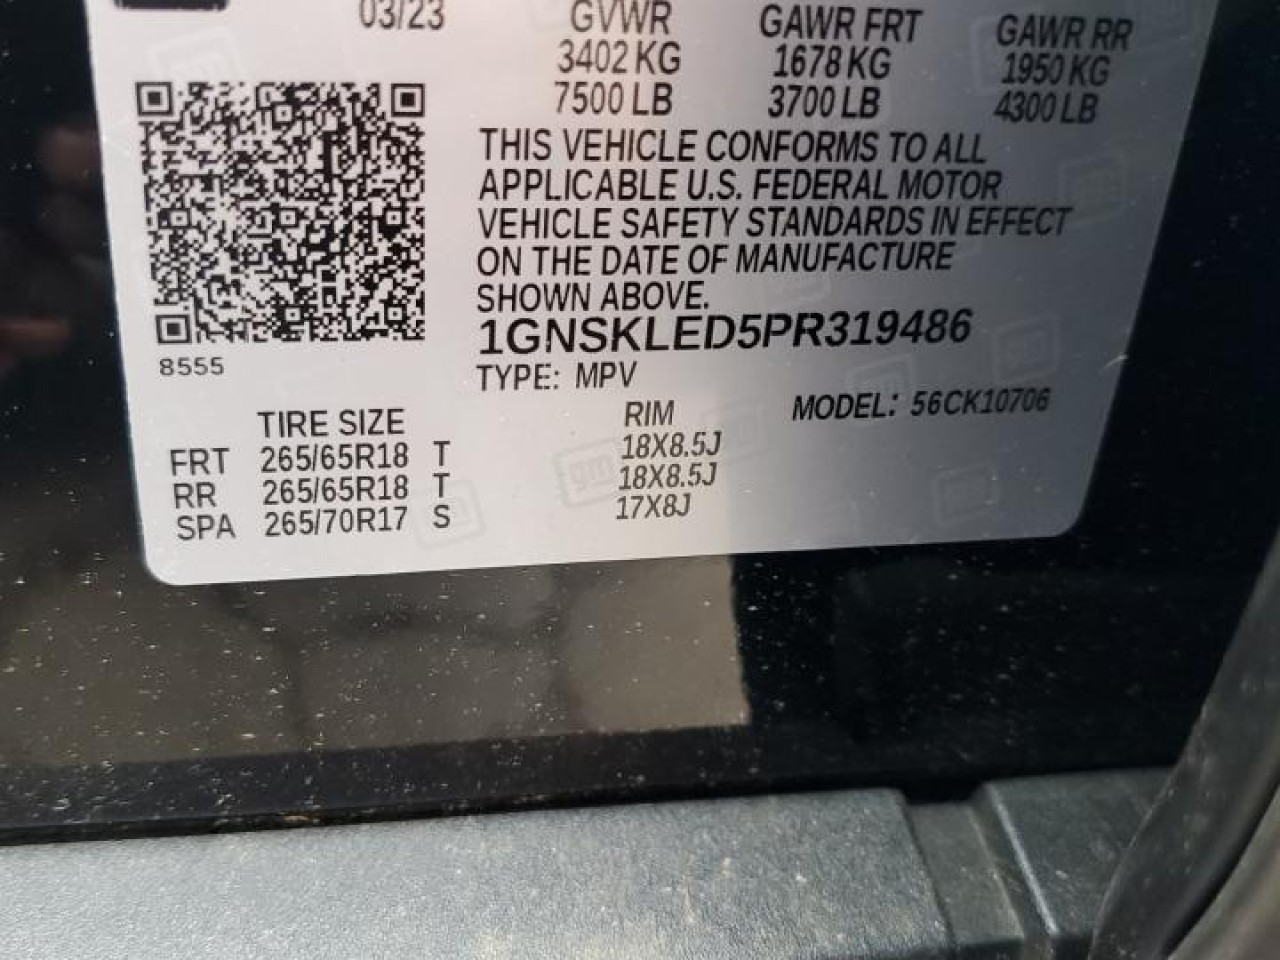 03/23 GVWR GAWR FRT GAWR RR
3402 KG 1678 KG 1950 KG
7500 LB 3700 LB 4300 LB
THIS VEHICLE CONFORMS TO ALL
APPLICABLE U.S. FEDERAL MOTOR
VEHICLE SAFETY STANDARDS IN EFFECT
ON THE DATE OF MANUFACTURE
SHOWN ABOVE.
1GNSKLED5PR319486
8555
TYPE: MPV
TIRE SIZE RIM MODEL: 56CK10706
FRT 265/65R18 T 18X8.5J
RR 265/65R18 T 18X8.5J
SPA 265/70R17 S 17X8J
gm